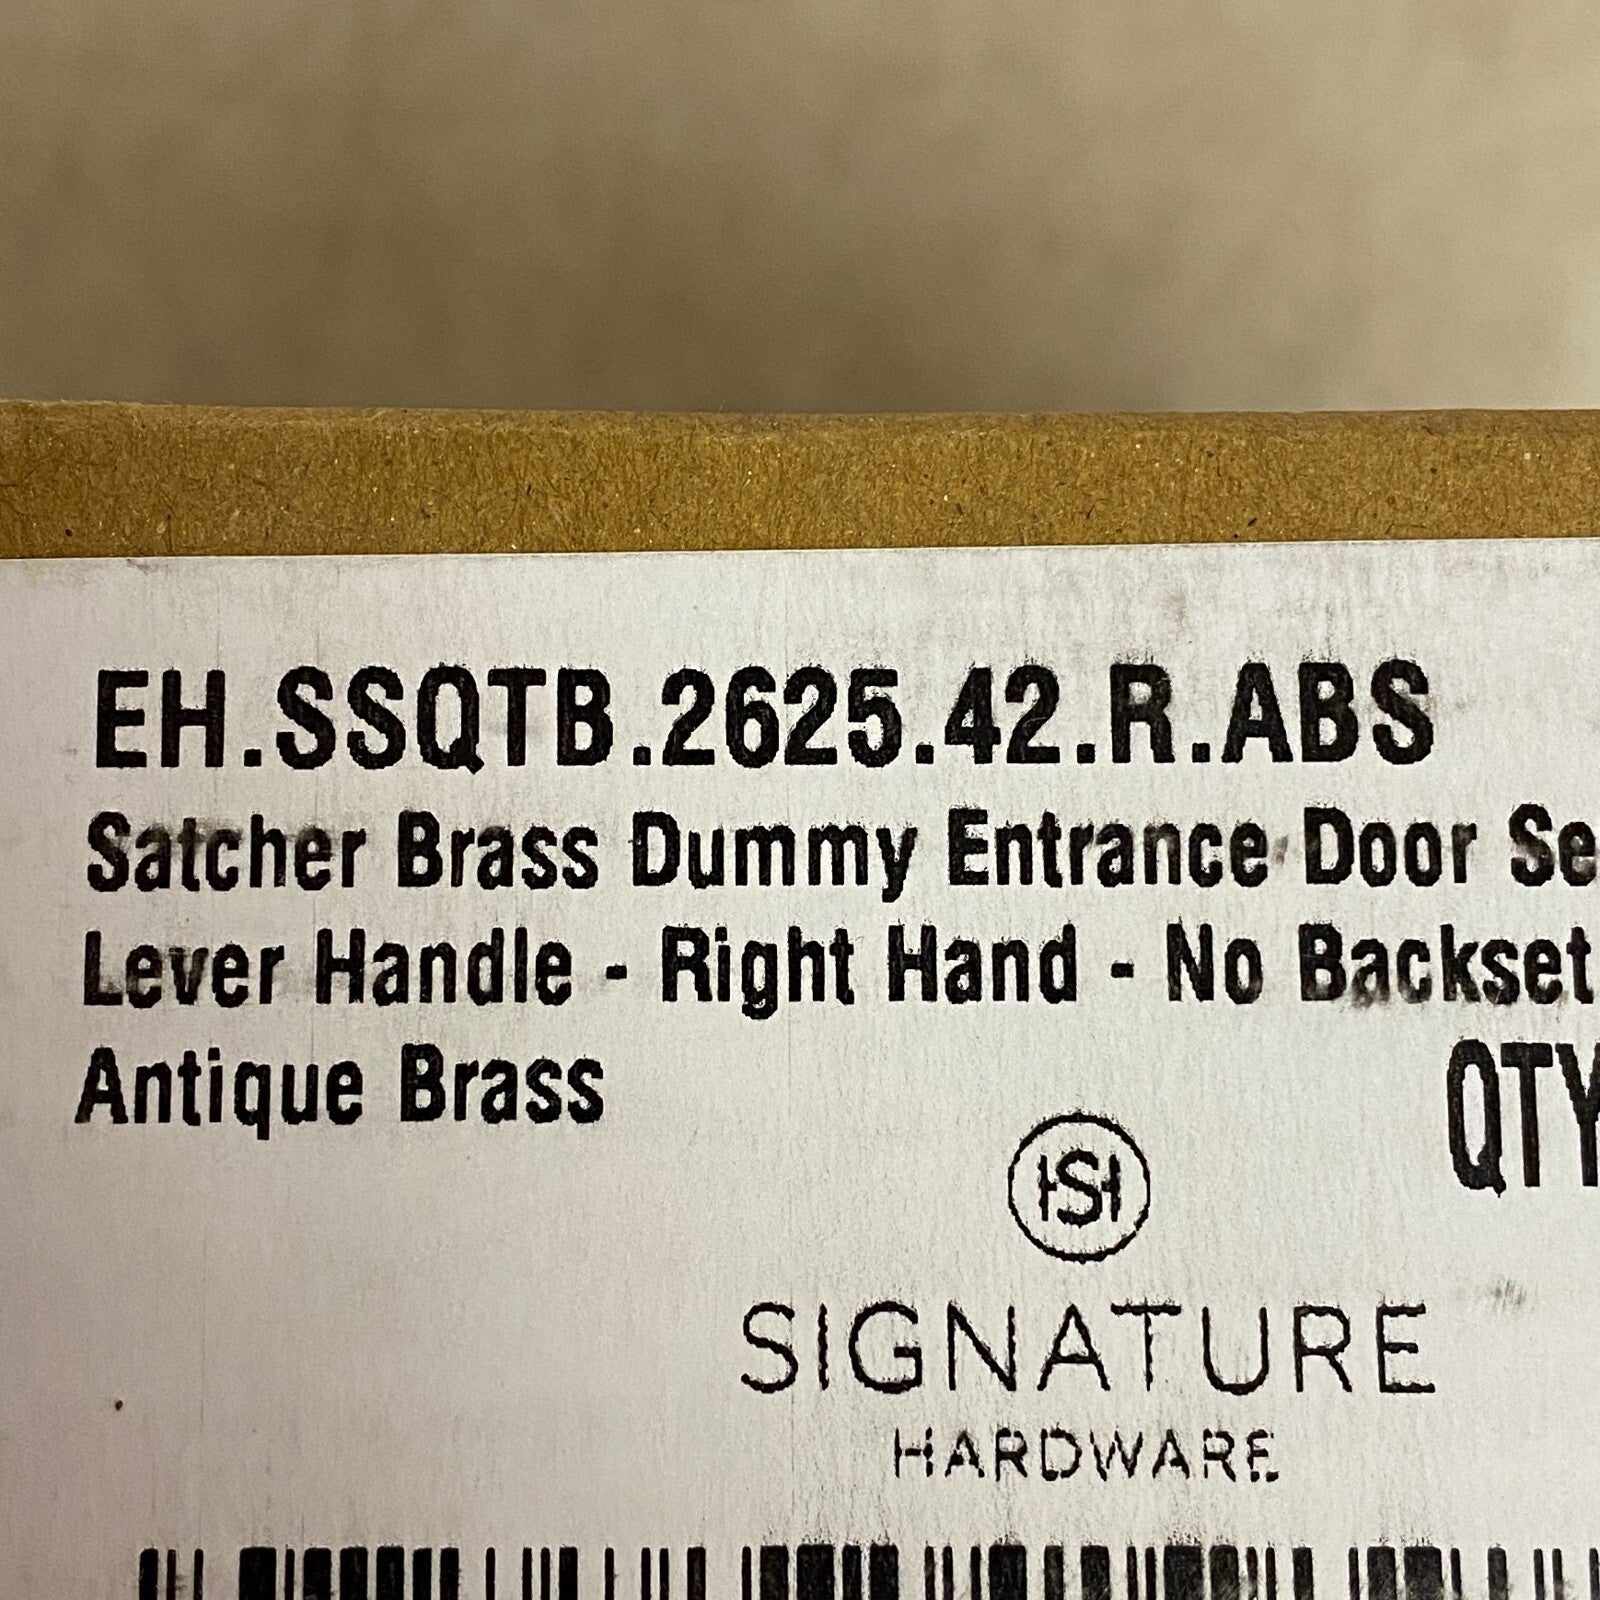 EH.SSQTB.2625.42.R.ABS
Satcher Brass Dummy Entrance Door Se
Lever Handle - Right Hand - No Backset
Antique Brass
QTY
HSH
SIGNATURE
HARDWARE